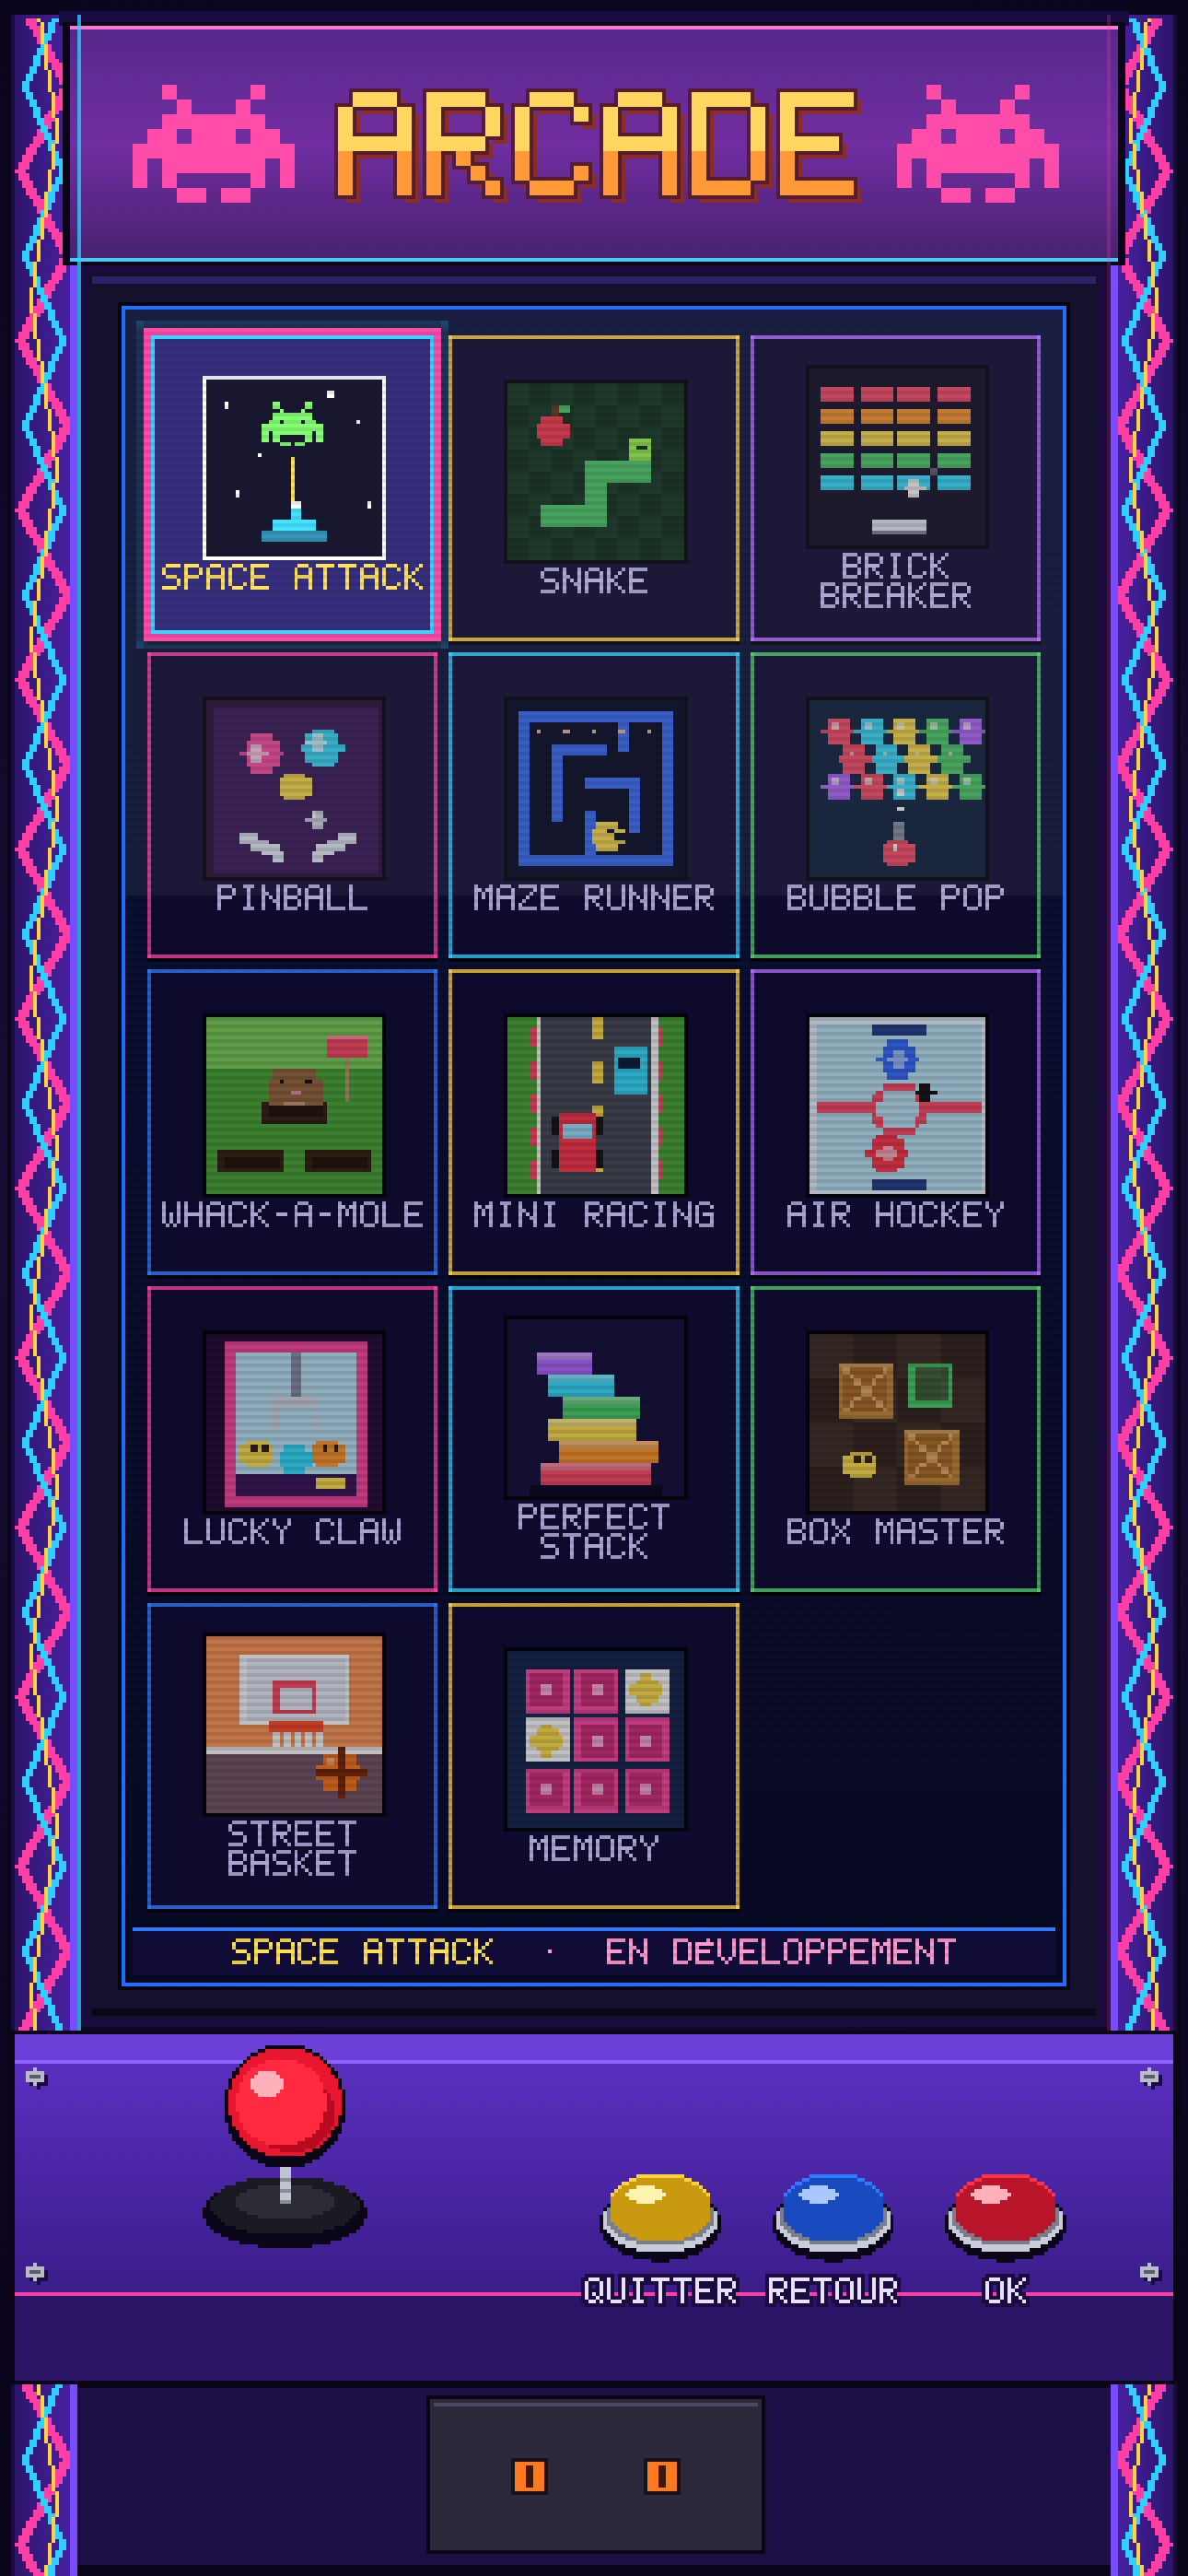 ARCADE
SPACE ATTACK
SNAKE
BRICK
BREAKER
PINBALL
MAZE RUNNER
BUBBLE POP
WHACK-A-MOLE
MINI RACING
AIR HOCKEY
LUCKY CLAW
PERFECT
STACK
BOX MASTER
STREET
BASKET
MEMORY
SPACE ATTACK · EN DÉVELOPPEMENT
QUITTER RETOUR OK